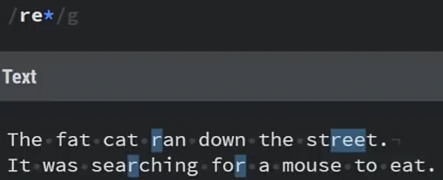 /re*/g
Text
The fat cat ran down the street.
It was searching for a mouse to eat.